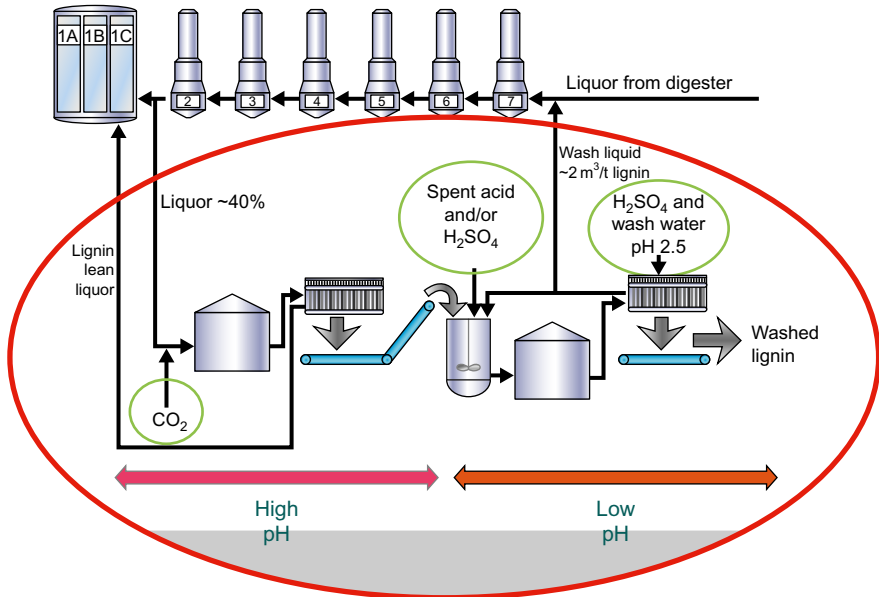 1A 1B 1C
2 3 4 5 6 7
Liquor from digester
Wash liquid
~2 m³/t lignin
Liquor ~40%
Spent acid
and/or
H₂SO₄
H₂SO₄ and
wash water
pH 2.5
Lignin
lean
liquor
Washed
lignin
CO₂
High
pH
Low
pH